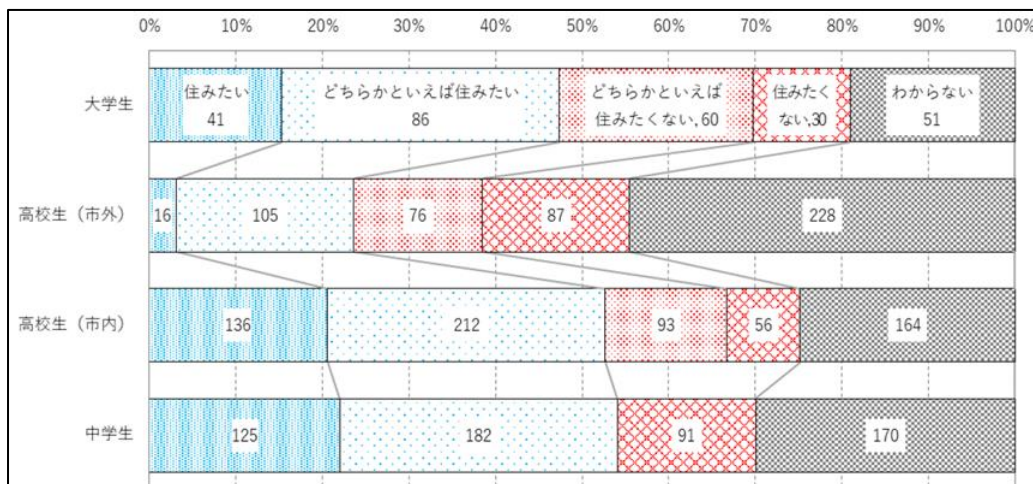 0% 10% 20% 30% 40% 50% 60% 70% 80% 90% 100%
大学生
住みたい
41
どちらかといえば住みたい
86
どちらかといえば
住みたくない,60
住みたく
ない,30
わからない
51
高校生（市外）
16 105 76 87 228
高校生（市内）
136 212 93 56 164
中学生
125 182 91 170